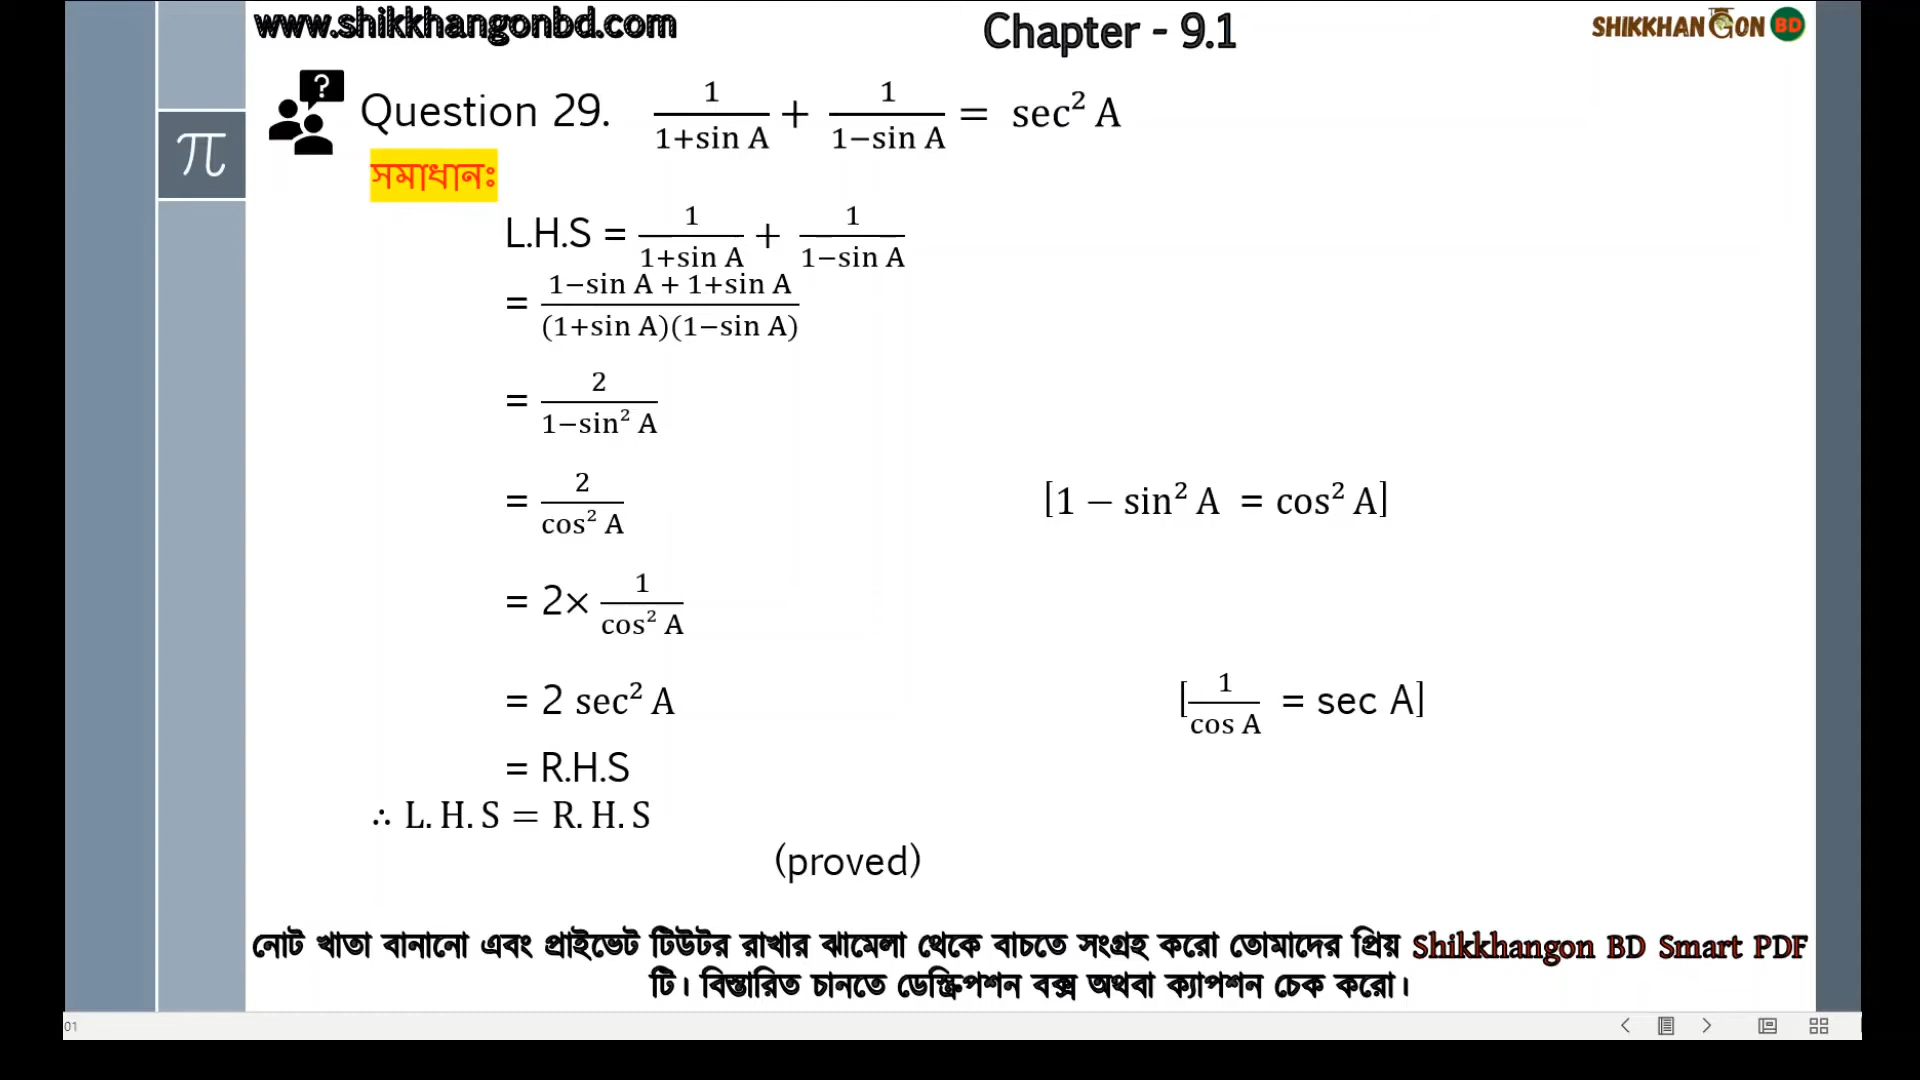 www.shikkhangonbd.com
Chapter - 9.1
SHIKKHANGON BD
?
π
Question 29. 1/(1+sin A) + 1/(1−sin A) = sec² A
সমাধানঃ
L.H.S = 1/(1+sin A) + 1/(1−sin A)
= (1−sin A + 1+sin A)/((1+sin A)(1−sin A))
= 2/(1−sin² A)
= 2/(cos² A) [1 − sin² A = cos² A]
= 2× 1/(cos² A)
= 2 sec² A [1/(cos A) = sec A]
= R.H.S
∴ L. H. S = R. H. S
(proved)
নোট খাতা বানানো এবং প্রাইভেট টিউটর রাখার ঝামেলা থেকে বাচতে সংগ্রহ করো তোমাদের প্রিয় Shikkhangon BD Smart PDF
টি। বিস্তারিত চানতে ডেস্ক্রিপশন বক্স অথবা ক্যাপশন চেক করো।
01